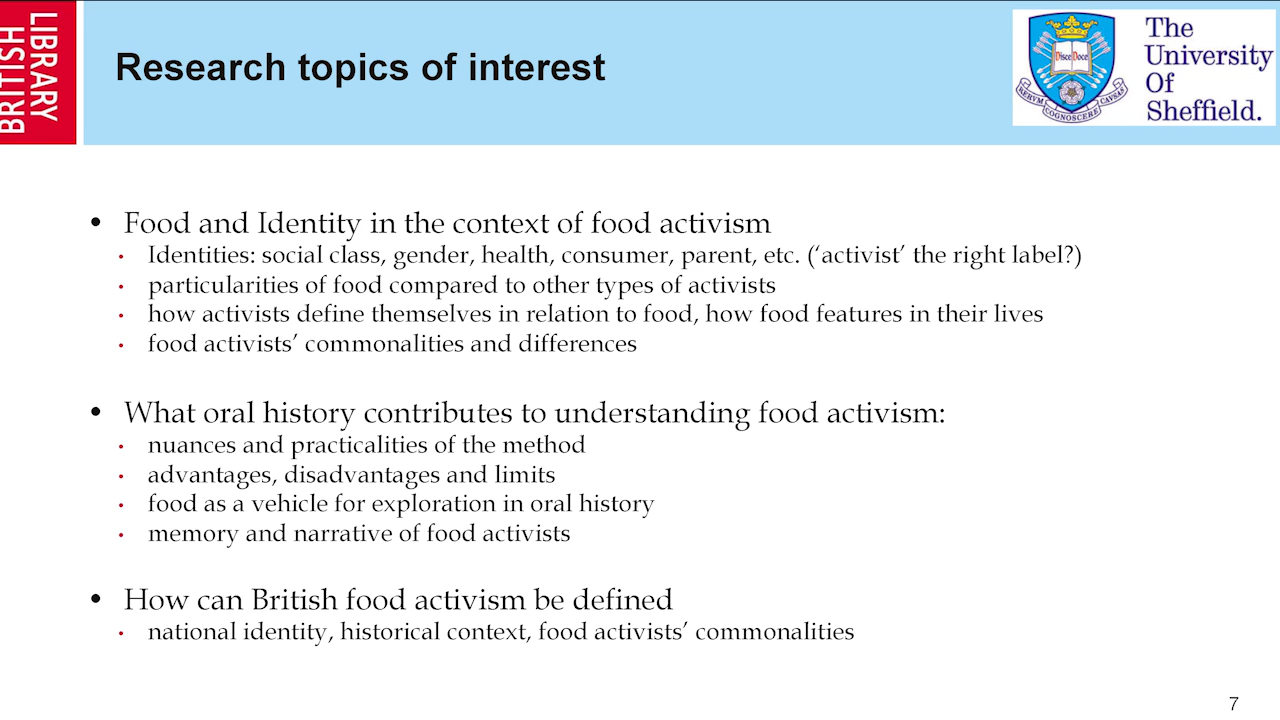 BRITISH
LIBRARY
Research topics of interest
Disce Doce
RERVM COGNOSCERE CAVSAS
The
University
Of
Sheffield.
• Food and Identity in the context of food activism
• Identities: social class, gender, health, consumer, parent, etc. (‘activist’ the right label?)
• particularities of food compared to other types of activists
• how activists define themselves in relation to food, how food features in their lives
• food activists’ commonalities and differences
• What oral history contributes to understanding food activism:
• nuances and practicalities of the method
• advantages, disadvantages and limits
• food as a vehicle for exploration in oral history
• memory and narrative of food activists
• How can British food activism be defined
• national identity, historical context, food activists’ commonalities
7